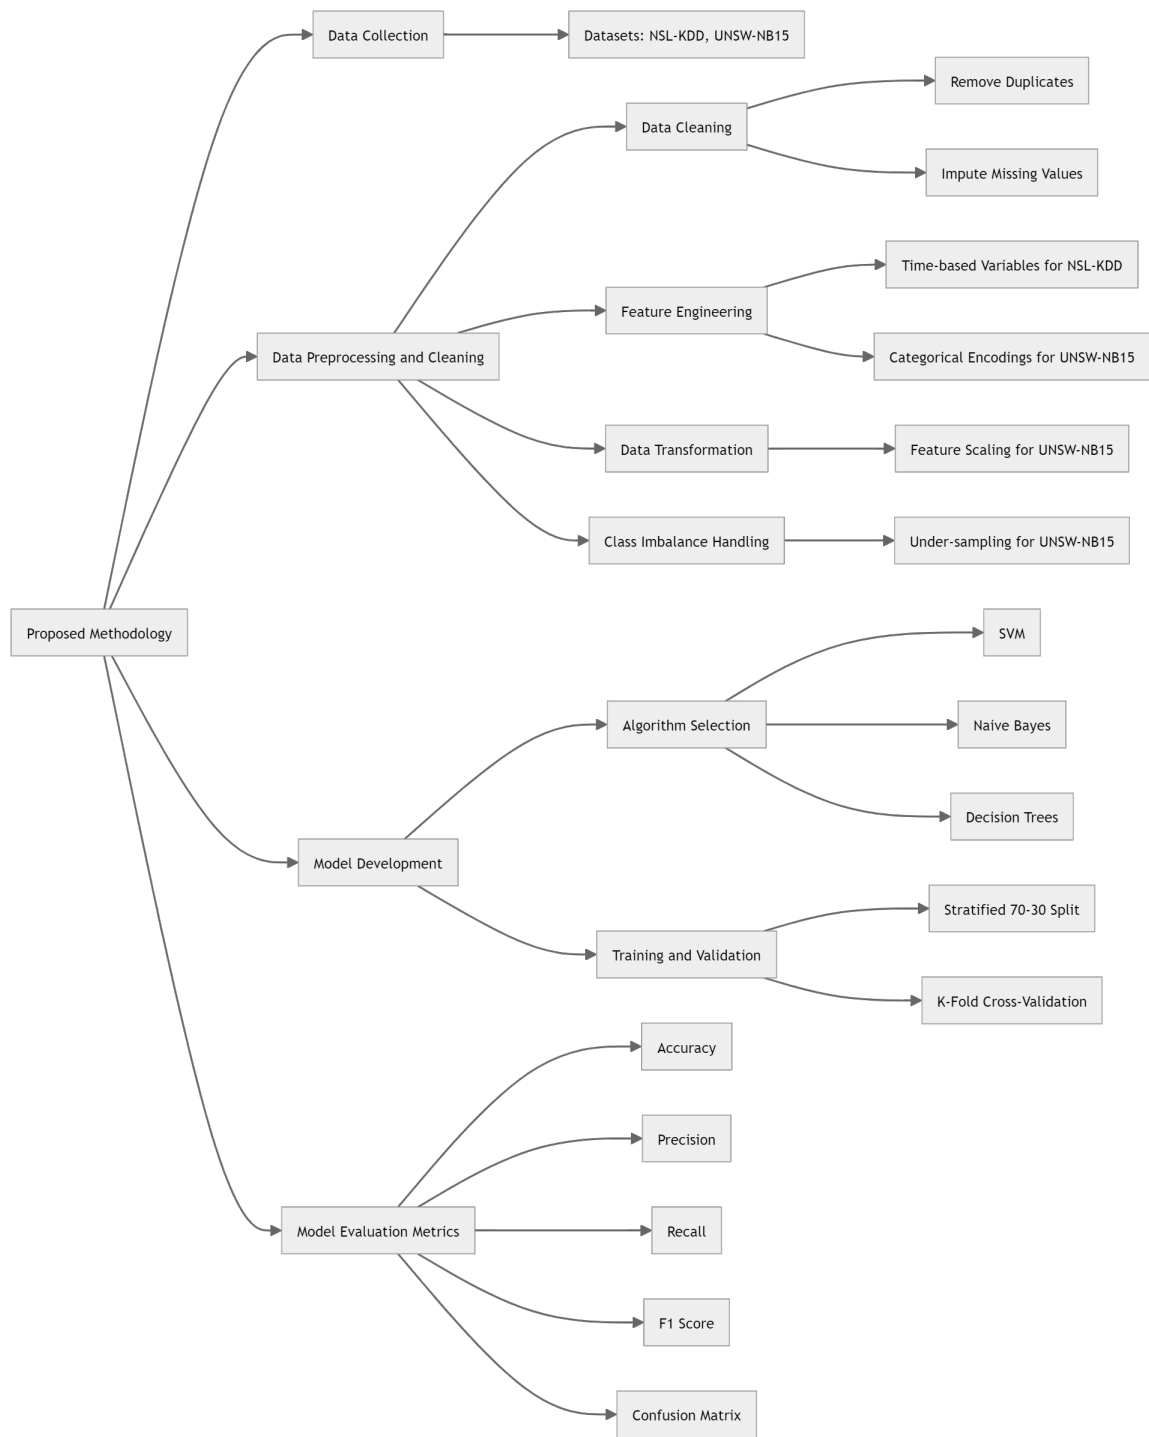 Data Collection
Datasets: NSL-KDD, UNSW-NB15
Remove Duplicates
Data Cleaning
Impute Missing Values
Time-based Variables for NSL-KDD
Feature Engineering
Data Preprocessing and Cleaning
Categorical Encodings for UNSW-NB15
Data Transformation
Feature Scaling for UNSW-NB15
Class Imbalance Handling
Under-sampling for UNSW-NB15
Proposed Methodology
SVM
Algorithm Selection
Naive Bayes
Decision Trees
Model Development
Stratified 70-30 Split
Training and Validation
K-Fold Cross-Validation
Accuracy
Precision
Model Evaluation Metrics
Recall
F1 Score
Confusion Matrix